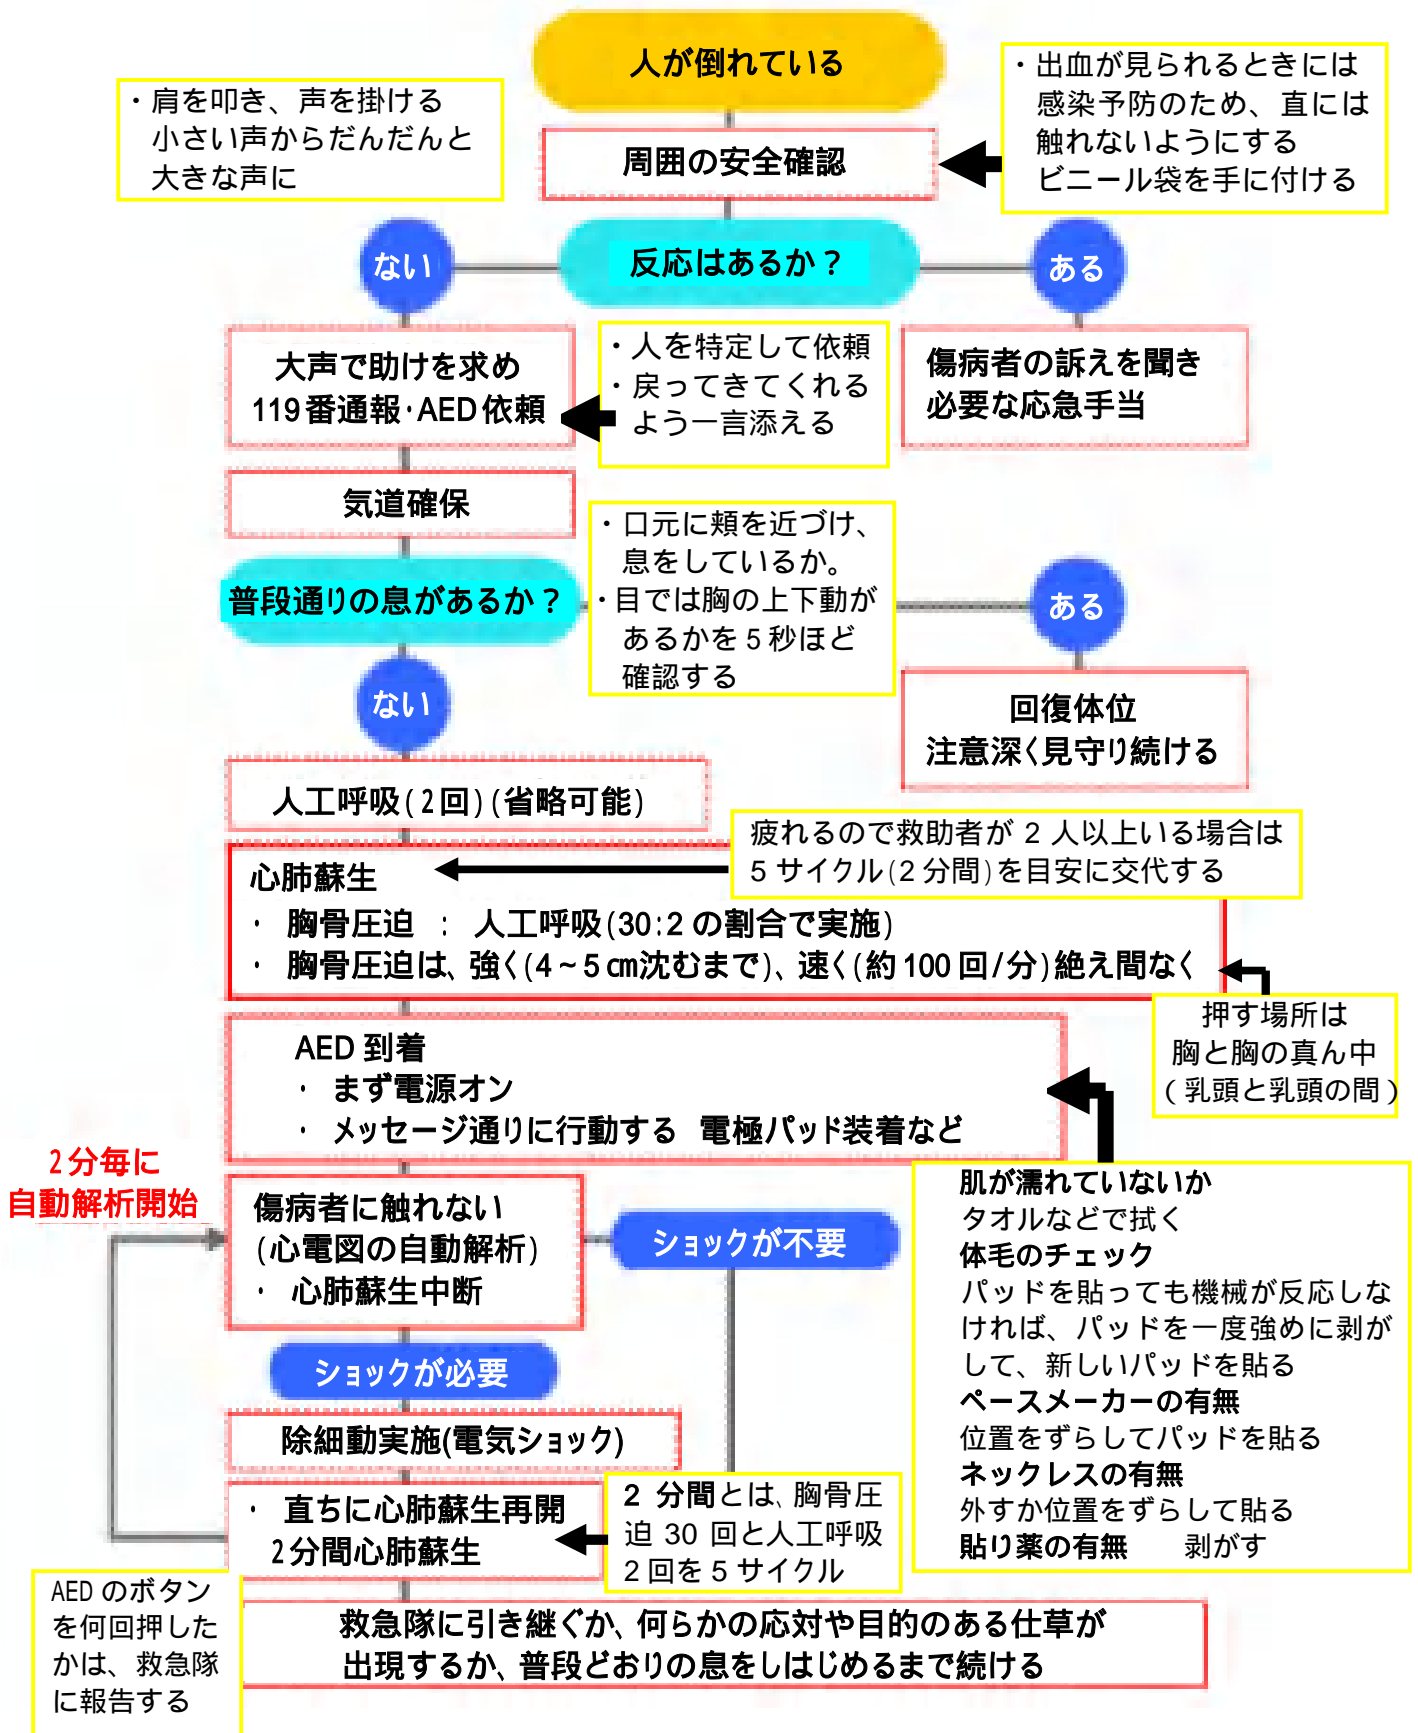 人が倒れている
・肩を叩き、声を掛ける
小さい声からだんだんと
大きな声に
周囲の安全確認
・出血が見られるときには
感染予防のため、直には
触れないようにする
ビニール袋を手に付ける
ない
反応はあるか？
ある
大声で助けを求め
119番通報・AED依頼
・人を特定して依頼
・戻ってきてくれる
よう一言添える
傷病者の訴えを聞き
必要な応急手当
気道確保
・口元に頬を近づけ、
息をしているか。
・目では胸の上下動が
あるかを5秒ほど
確認する
普段通りの息があるか？
ある
ない
回復体位
注意深く見守り続ける
人工呼吸(2回)(省略可能)
疲れるので救助者が2人以上いる場合は
5サイクル(2分間)を目安に交代する
心肺蘇生
・ 胸骨圧迫 ： 人工呼吸(30:2の割合で実施)
・ 胸骨圧迫は、強く(4~5㎝沈むまで)、速く(約100回/分)絶え間なく
押す場所は
胸と胸の真ん中
(乳頭と乳頭の間)
AED到着
・ まず電源オン
・ メッセージ通りに行動する 電極パッド装着など
2分毎に
自動解析開始
傷病者に触れない
(心電図の自動解析)
・ 心肺蘇生中断
ショックが不要
ショックが必要
肌が濡れていないか
タオルなどで拭く
体毛のチェック
パッドを貼っても機械が反応しな
ければ、パッドを一度強めに剥が
して、新しいパッドを貼る
ペースメーカーの有無
位置をずらしてパッドを貼る
ネックレスの有無
外すか位置をずらして貼る
貼り薬の有無 剥がす
除細動実施(電気ショック)
・ 直ちに心肺蘇生再開
2分間心肺蘇生
2 分間とは、胸骨圧
迫30回と人工呼吸
2回を5サイクル
AEDのボタン
を何回押した
かは、救急隊
に報告する
救急隊に引き継ぐか、何らかの応対や目的のある仕草が
出現するか、普段どおりの息をしはじめるまで続ける